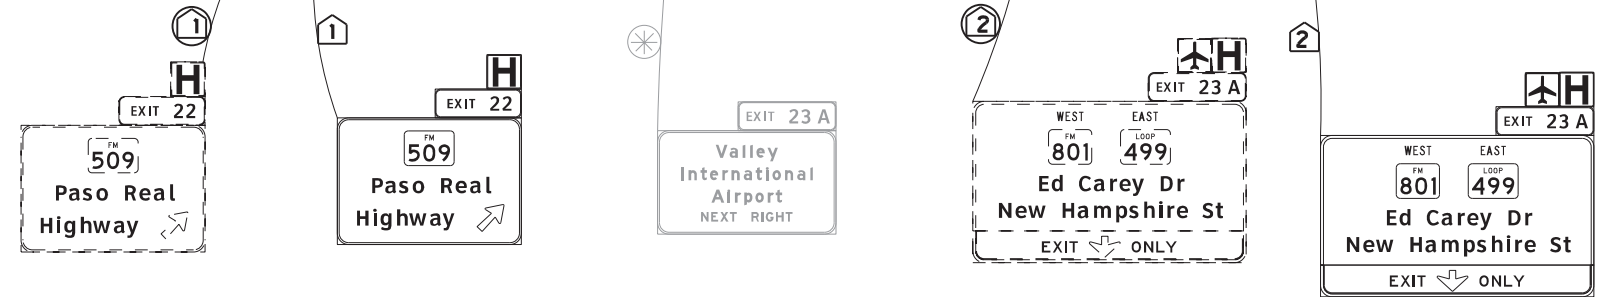 1
H
EXIT 22
FM
509
Paso Real
Highway
1
H
EXIT 22
FM
509
Paso Real
Highway
EXIT 23 A
Valley
International
Airport
NEXT RIGHT
2
H
EXIT 23 A
WEST EAST
FM LOOP
801 499
Ed Carey Dr
New Hampshire St
EXIT ONLY
2
H
EXIT 23 A
WEST EAST
FM LOOP
801 499
Ed Carey Dr
New Hampshire St
EXIT ONLY